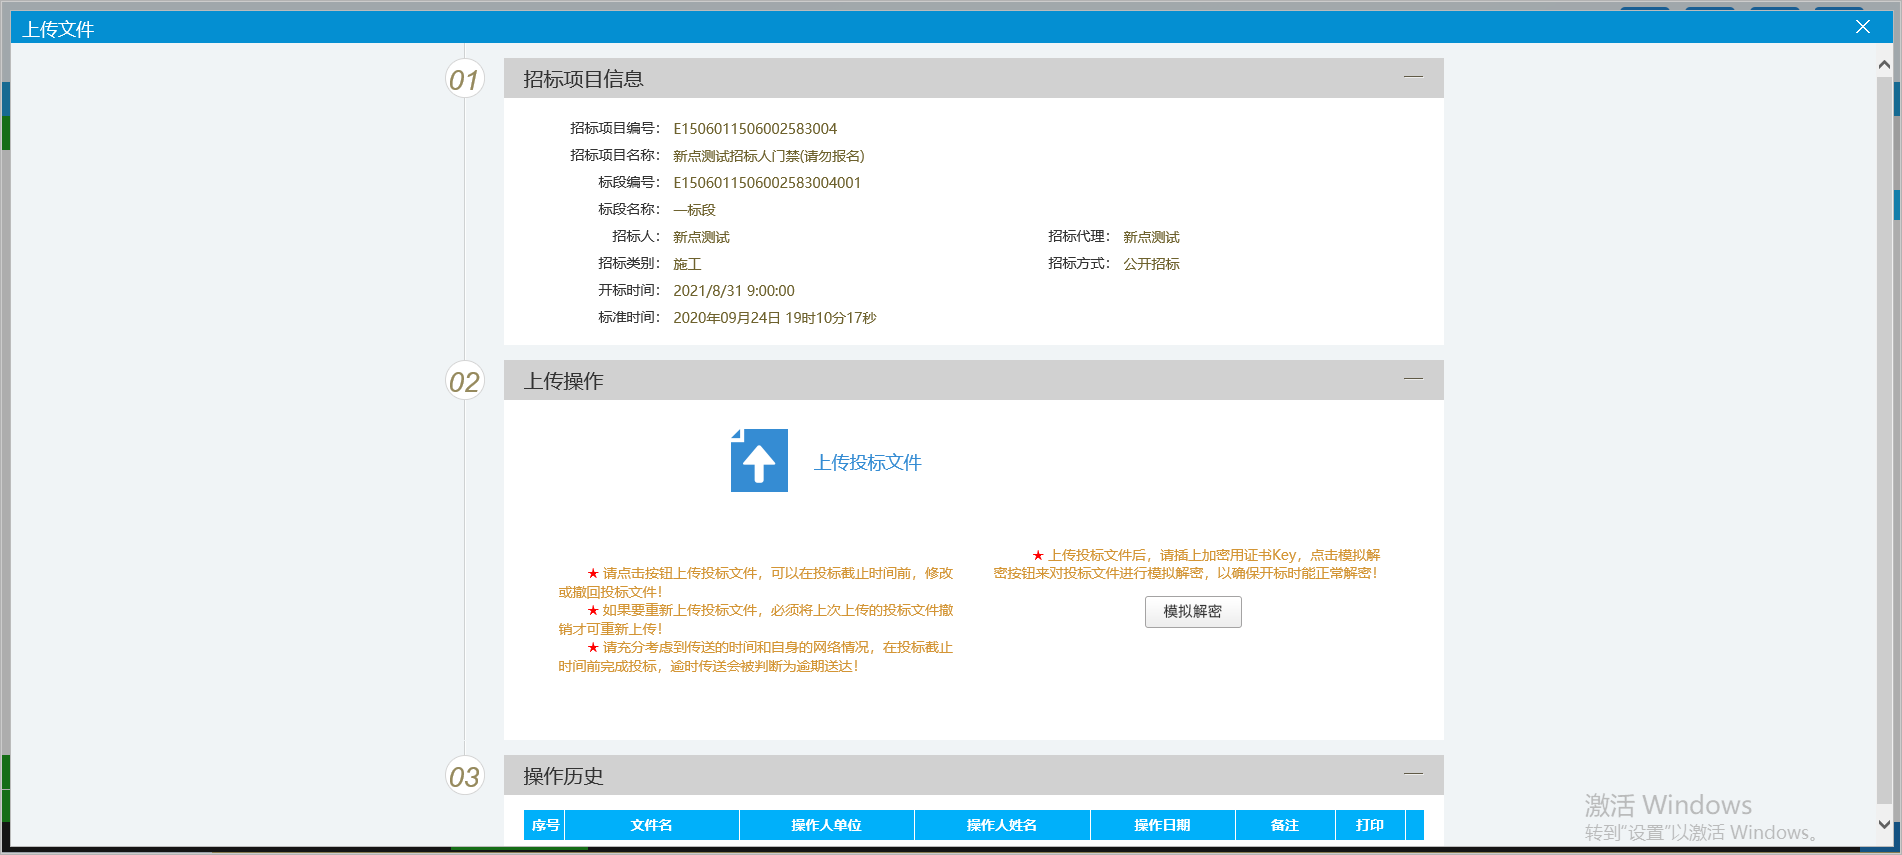 上传文件
01
招标项目信息
招标项目编号： E1506011506002583004
招标项目名称： 新点测试招标人门禁(请勿报名)
标段编号： E1506011506002583004001
标段名称： 一标段
招标人： 新点测试 招标代理： 新点测试
招标类别： 施工 招标方式： 公开招标
开标时间： 2021/8/31 9:00:00
标准时间： 2020年09月24日 19时10分17秒
02
上传操作
上传投标文件
★ 请点击按钮上传投标文件，可以在投标截止时间前，修改
或撤回投标文件！
★ 如果要重新上传投标文件，必须将上次上传的投标文件撤
销才可重新上传！
★ 请充分考虑到传送的时间和自身的网络情况，在投标截止
时间前完成投标，逾时传送会被判断为逾期送达！
★ 上传投标文件后，请插上加密用证书Key，点击模拟解
密按钮来对投标文件进行模拟解密，以确保开标时能正常解密！
模拟解密
03
操作历史
序号 文件名 操作人单位 操作人姓名 操作日期 备注 打印
激活 Windows
转到“设置”以激活 Windows。